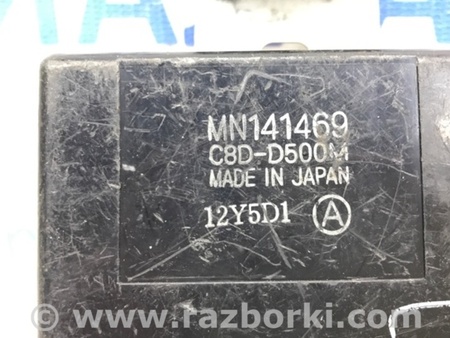 MN141469
C8D-D500M
MADE IN JAPAN
12Y5D1 A
© www.razborki.com